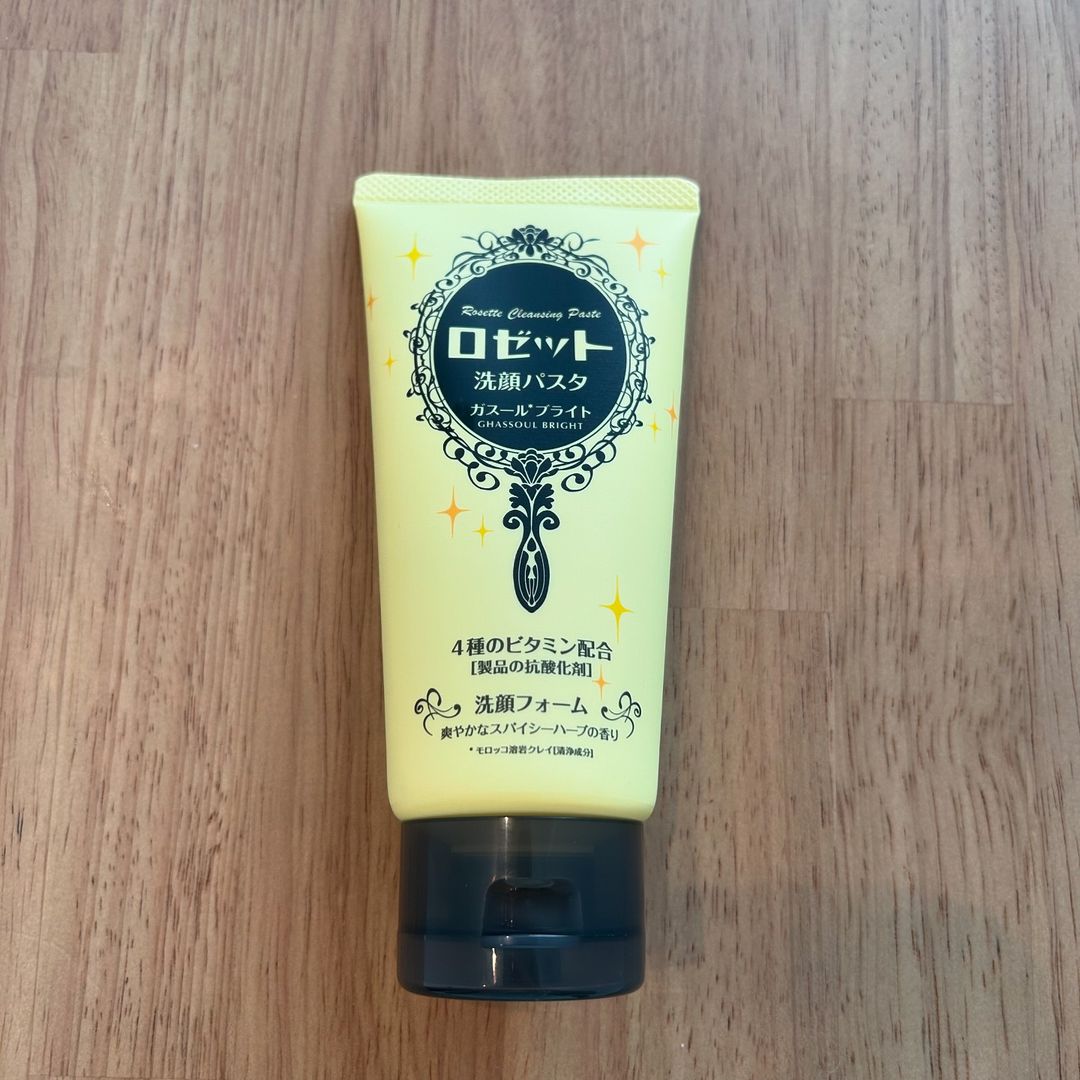 Rosette Cleansing Paste
ロゼット
洗顔パスタ
ガスール*ブライト
GHASSOUL BRIGHT
4種のビタミン配合
[製品の抗酸化剤]
洗顔フォーム
爽やかなスパイシーハーブの香り
*モロッコ溶岩クレイ[清浄成分]